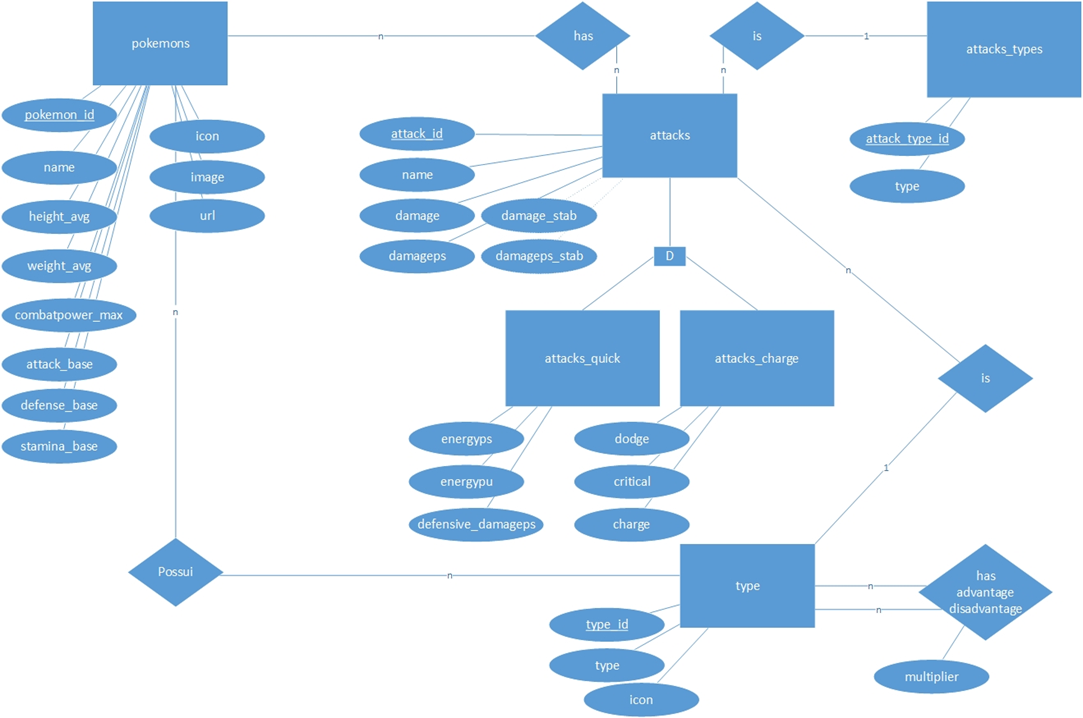 pokemons
n
has
is
1
attacks_types
n
n
pokemon_id
icon
name
image
height_avg
url
weight_avg
combatpower_max
attack_base
defense_base
stamina_base
attack_id
attacks
name
damage
damage_stab
damageps
damageps_stab
attack_type_id
type
D
n
n
attacks_quick
attacks_charge
is
energyps
dodge
energypu
critical
defensive_damageps
charge
1
Possui
n
type
n
n
has
advantage
disadvantage
type_id
type
icon
multiplier